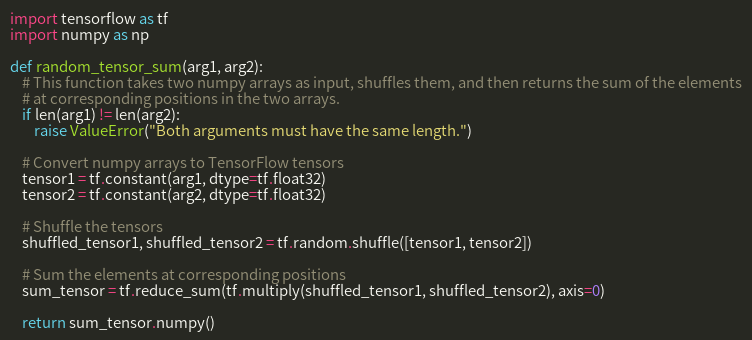 import tensorflow as tf
import numpy as np
def random_tensor_sum(arg1, arg2):
# This function takes two numpy arrays as input, shuffles them, and then returns the sum of the elements
# at corresponding positions in the two arrays.
if len(arg1) != len(arg2):
raise ValueError("Both arguments must have the same length.")
# Convert numpy arrays to TensorFlow tensors
tensor1 = tf.constant(arg1, dtype=tf.float32)
tensor2 = tf.constant(arg2, dtype=tf.float32)
# Shuffle the tensors
shuffled_tensor1, shuffled_tensor2 = tf.random.shuffle([tensor1, tensor2])
# Sum the elements at corresponding positions
sum_tensor = tf.reduce_sum(tf.multiply(shuffled_tensor1, shuffled_tensor2), axis=0)
return sum_tensor.numpy()